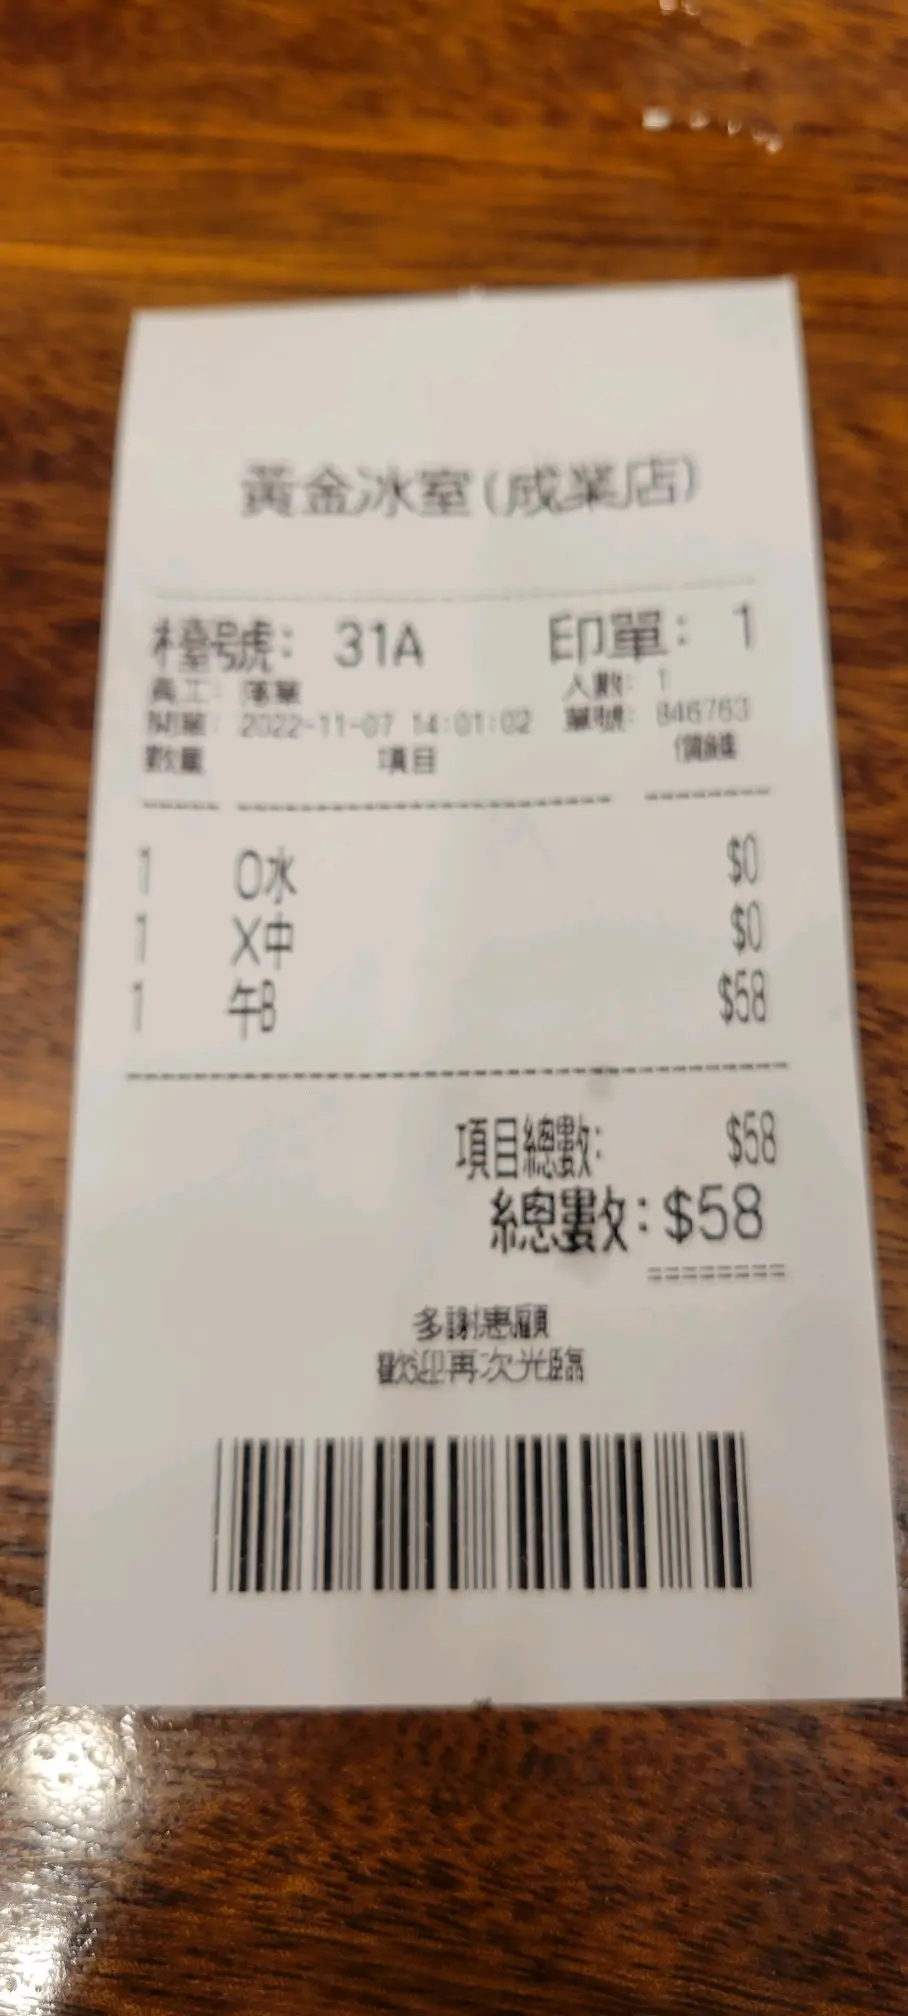 黃金冰室(成業店)
檯號: 31A 印單: 1
員工: 落單 人數: 1
開單: 2022-11-07 14:01:02 單號: 846763
數量 項目 價錢
1 O水 $0
1 X中 $0
1 午B $58
項目總數: $58
總數:$58
多謝惠顧
歡迎再次光臨